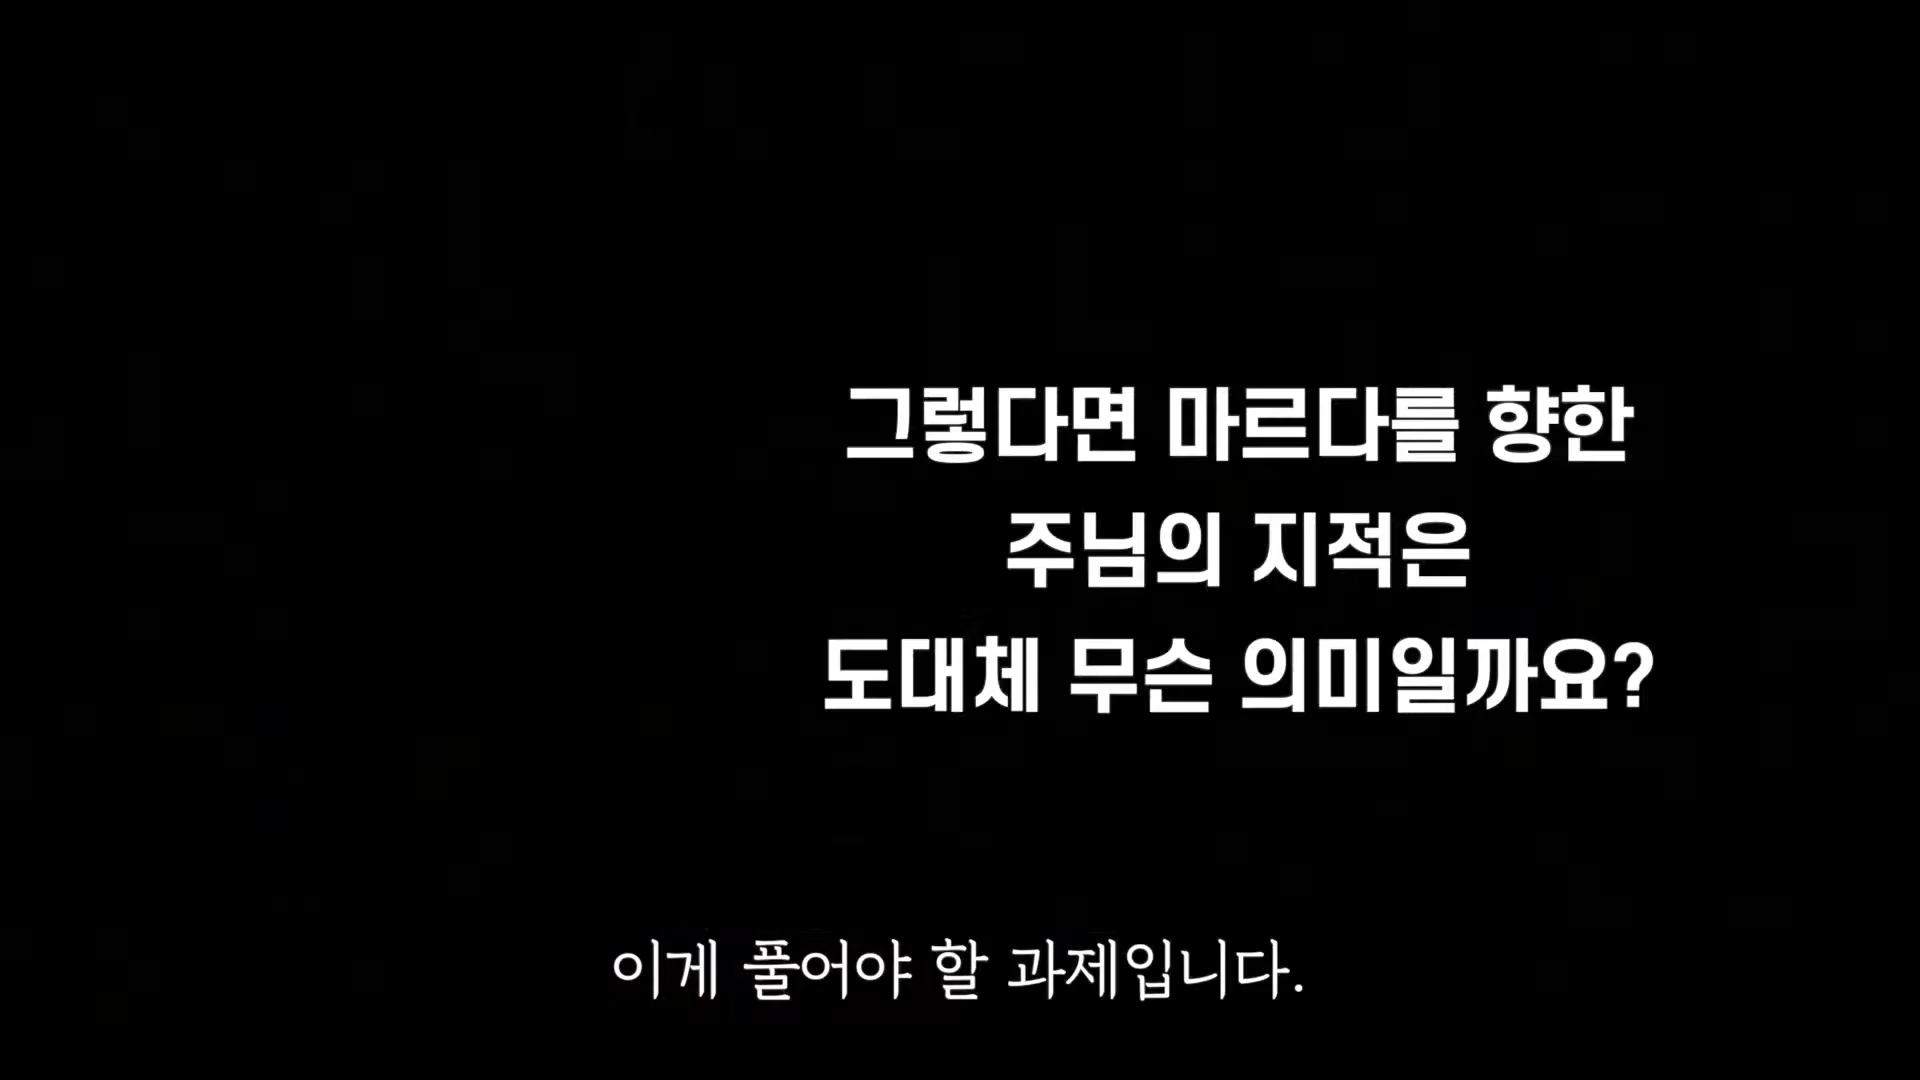 그렇다면 마르다를 향한
주님의 지적은
도대체 무슨 의미일까요?
이게 풀어야 할 과제입니다.